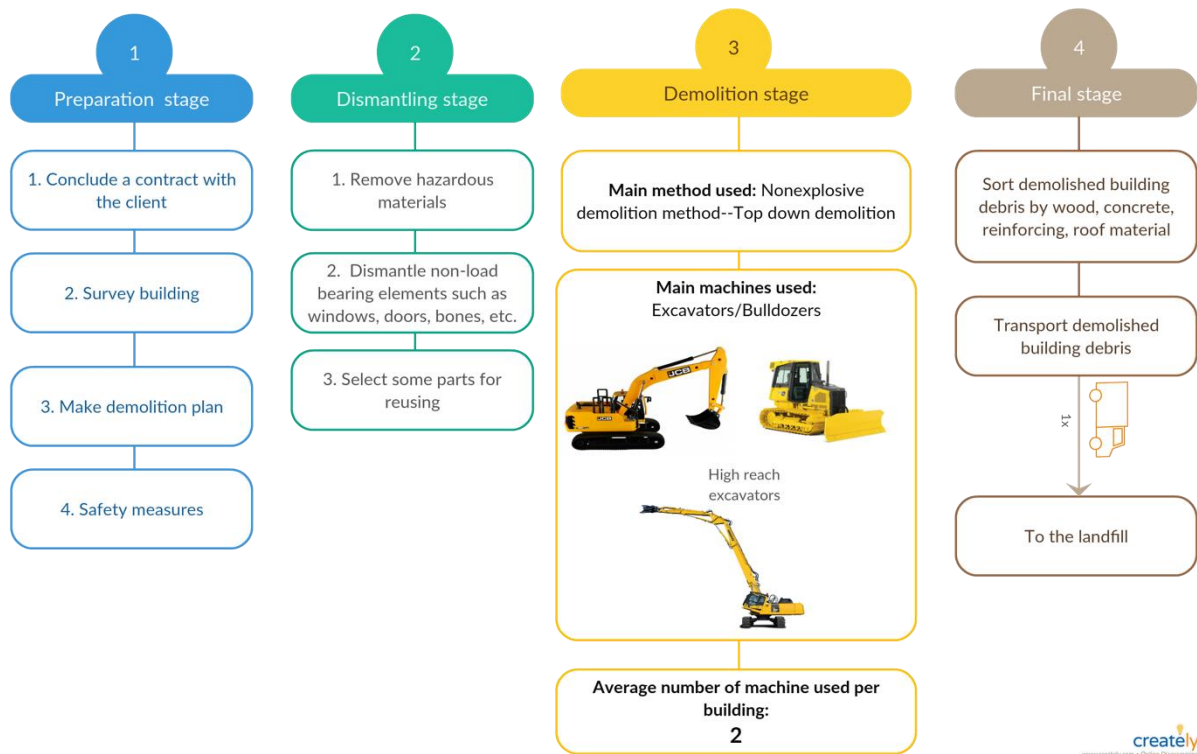 1
Preparation stage
1. Conclude a contract with
the client
2. Survey building
3. Make demolition plan
4. Safety measures
2
Dismantling stage
1. Remove hazardous
materials
2. Dismantle non-load
bearing elements such as
windows, doors, bones, etc.
3. Select some parts for
reusing
3
Demolition stage
Main method used: Nonexplosive
demolition method--Top down demolition
Main machines used:
Excavators/Bulldozers
JCB
JCB
High reach
excavators
Average number of machine used per
building:
2
4
Final stage
Sort demolished building
debris by wood, concrete,
reinforcing, roof material
Transport demolished
building debris
1x
To the landfill
creately